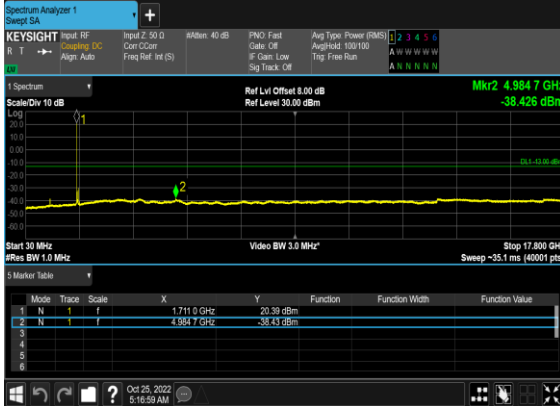 Spectrum Analyzer 1
Swept SA
+
KEYSIGHT Input: RF Input Z: 50 Ω #Atten: 40 dB PNO: Fast Avg Type: Power (RMS) 1 2 3 4 5 6
R T Coupling: DC Corr CCorr Gate: Off Avg|Hold: 100/100 A W W W W W
Align: Auto Freq Ref: Int (S) IF Gain: Low Trig: Free Run
Sig Track: Off A N N N N N
1 Spectrum Ref Lvl Offset 8.00 dB Mkr2 4.984 7 GHz
Scale/Div 10 dB Ref Level 30.00 dBm -38.426 dBm
Log
20.0
1
10.0
0.00
-10.0
DL1 -13.00 dBm
-20.0
-30.0
2
-40.0
-50.0
-60.0
Start 30 MHz Video BW 3.0 MHz* Stop 17.800 GH
#Res BW 1.0 MHz Sweep ~35.1 ms (40001 pts
5 Marker Table
Mode Trace Scale X Y Function Function Width Function Value
1 N 1 f 1.711 0 GHz 20.39 dBm
2 N 1 f 4.984 7 GHz -38.43 dBm
3
4
5
6
? Oct 25, 2022
5:16:59 AM